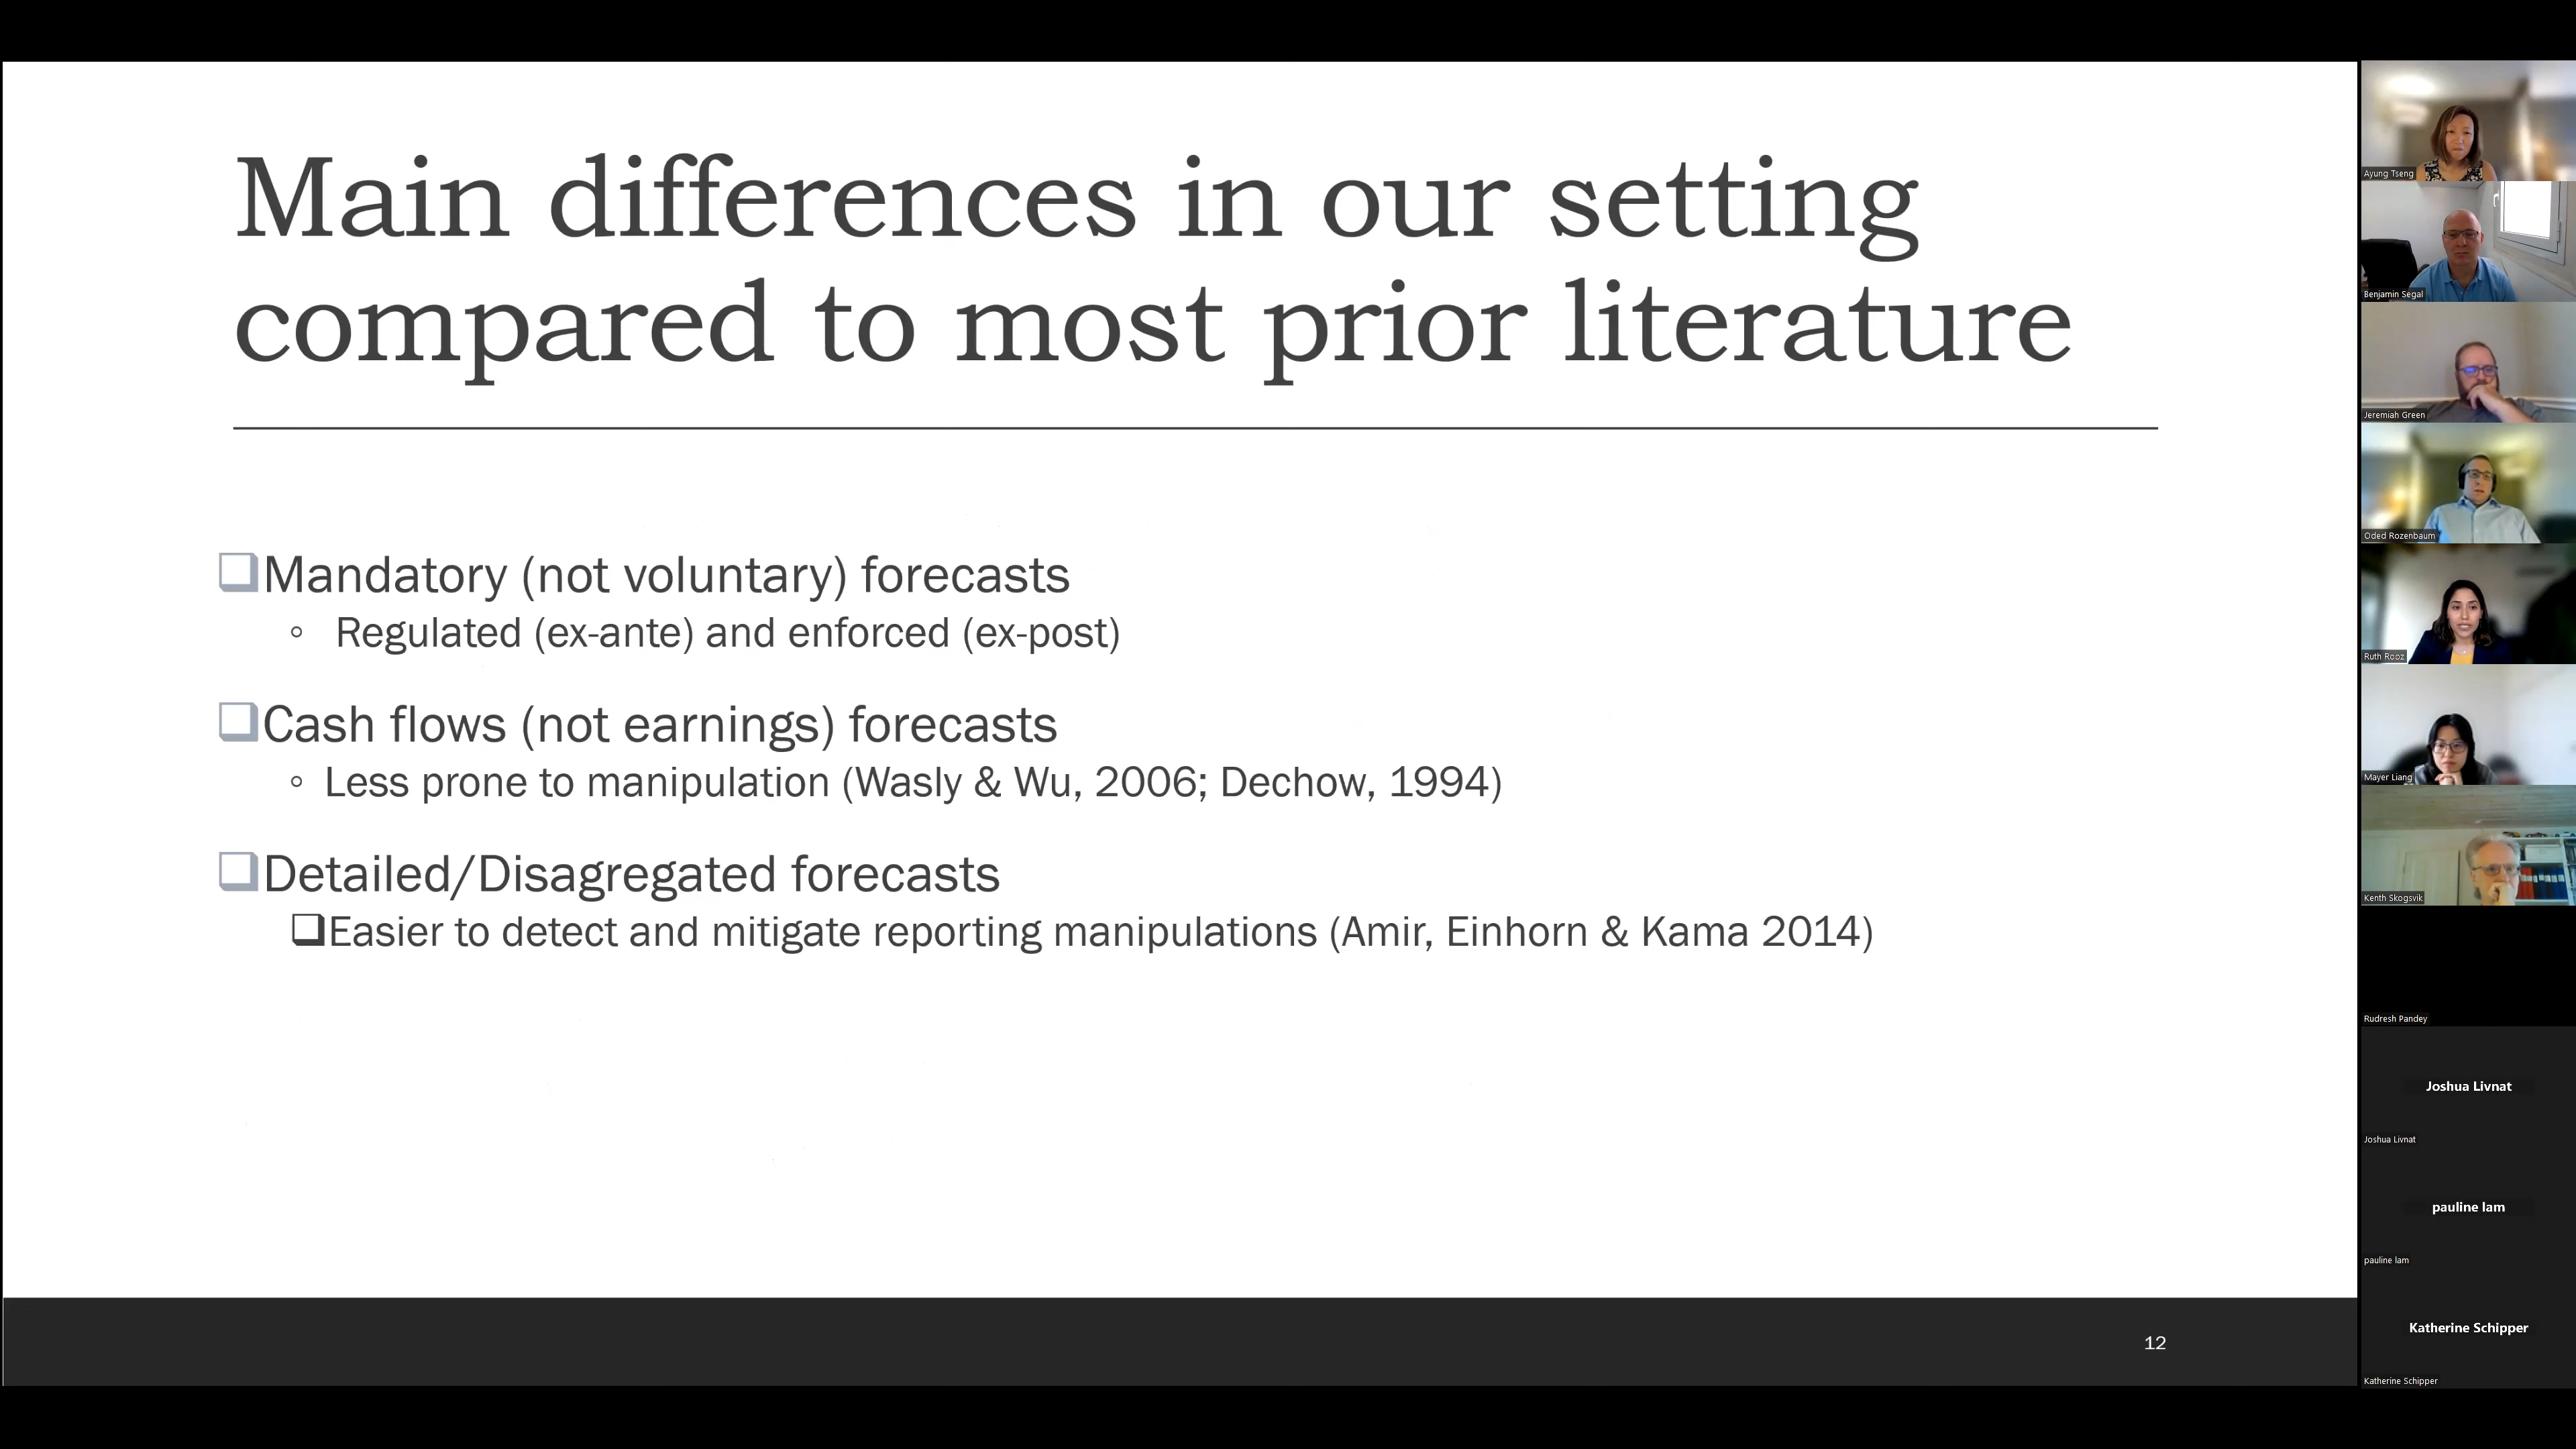 Main differences in our setting
compared to most prior literature
Mandatory (not voluntary) forecasts
Regulated (ex-ante) and enforced (ex-post)
Cash flows (not earnings) forecasts
Less prone to manipulation (Wasly & Wu, 2006; Dechow, 1994)
Detailed/Disagregated forecasts
Easier to detect and mitigate reporting manipulations (Amir, Einhorn & Kama 2014)
12
Ayung Tseng
Benjamin Segal
Jeremiah Green
Oded Rozenbaum
Ruth Rooz
Mayer Liang
Kenth Skogsvik
Rudresh Pandey
Joshua Livnat
Joshua Livnat
pauline lam
pauline lam
Katherine Schipper
Katherine Schipper